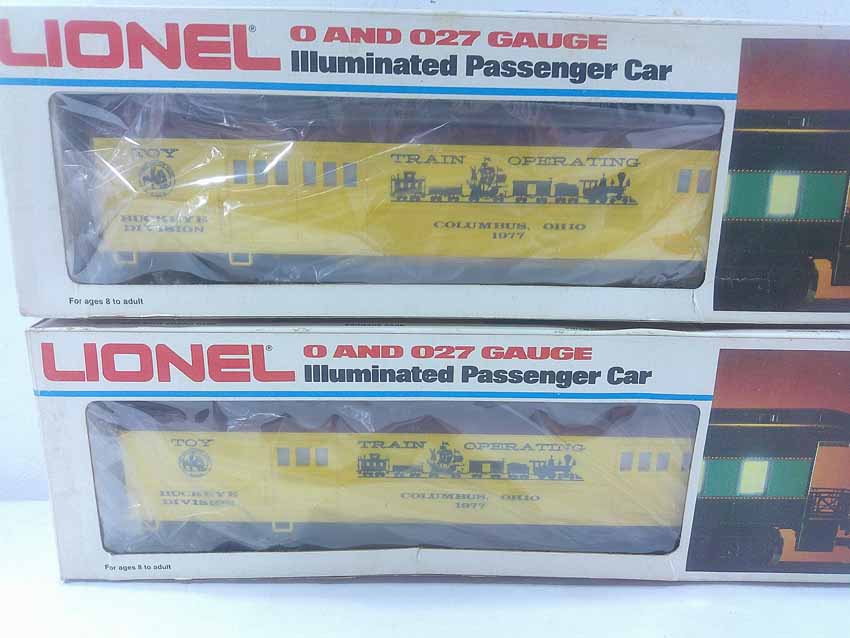 LIONEL®
O AND 027 GAUGE
Illuminated Passenger Car
TOY
TRAIN OPERATING
BUCKEYE
DIVISION
COLUMBUS, OHIO
1977
For ages 8 to adult
LIONEL®
O AND 027 GAUGE
Illuminated Passenger Car
TOY
TRAIN OPERATING
BUCKEYE
DIVISION
COLUMBUS, OHIO
1977
For ages 8 to adult